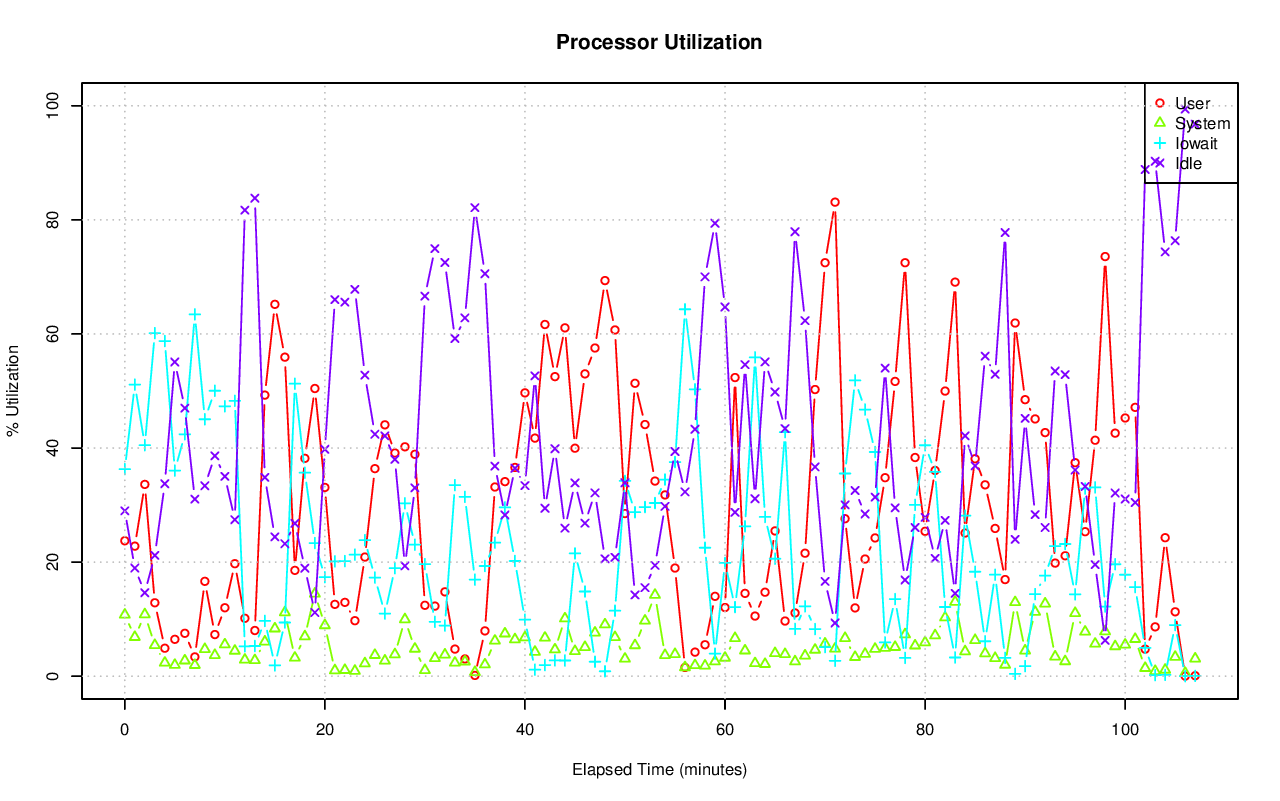 Processor Utilization
% Utilization
100
80
60
40
20
0
User
System
Iowait
Idle
0 20 40 60 80 100
Elapsed Time (minutes)